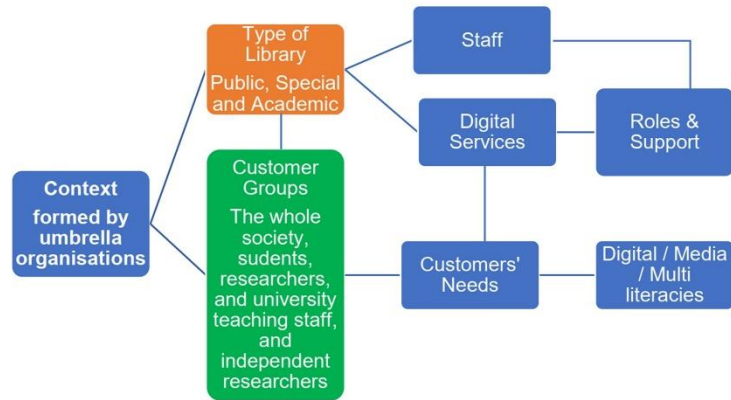 Context
formed by
umbrella
organisations
Type of
Library
Public, Special
and Academic
Customer
Groups
The whole
society,
sudents,
researchers,
and university
teaching staff,
and
independent
researchers
Staff
Digital
Services
Customers'
Needs
Roles &
Support
Digital / Media
/ Multi
literacies